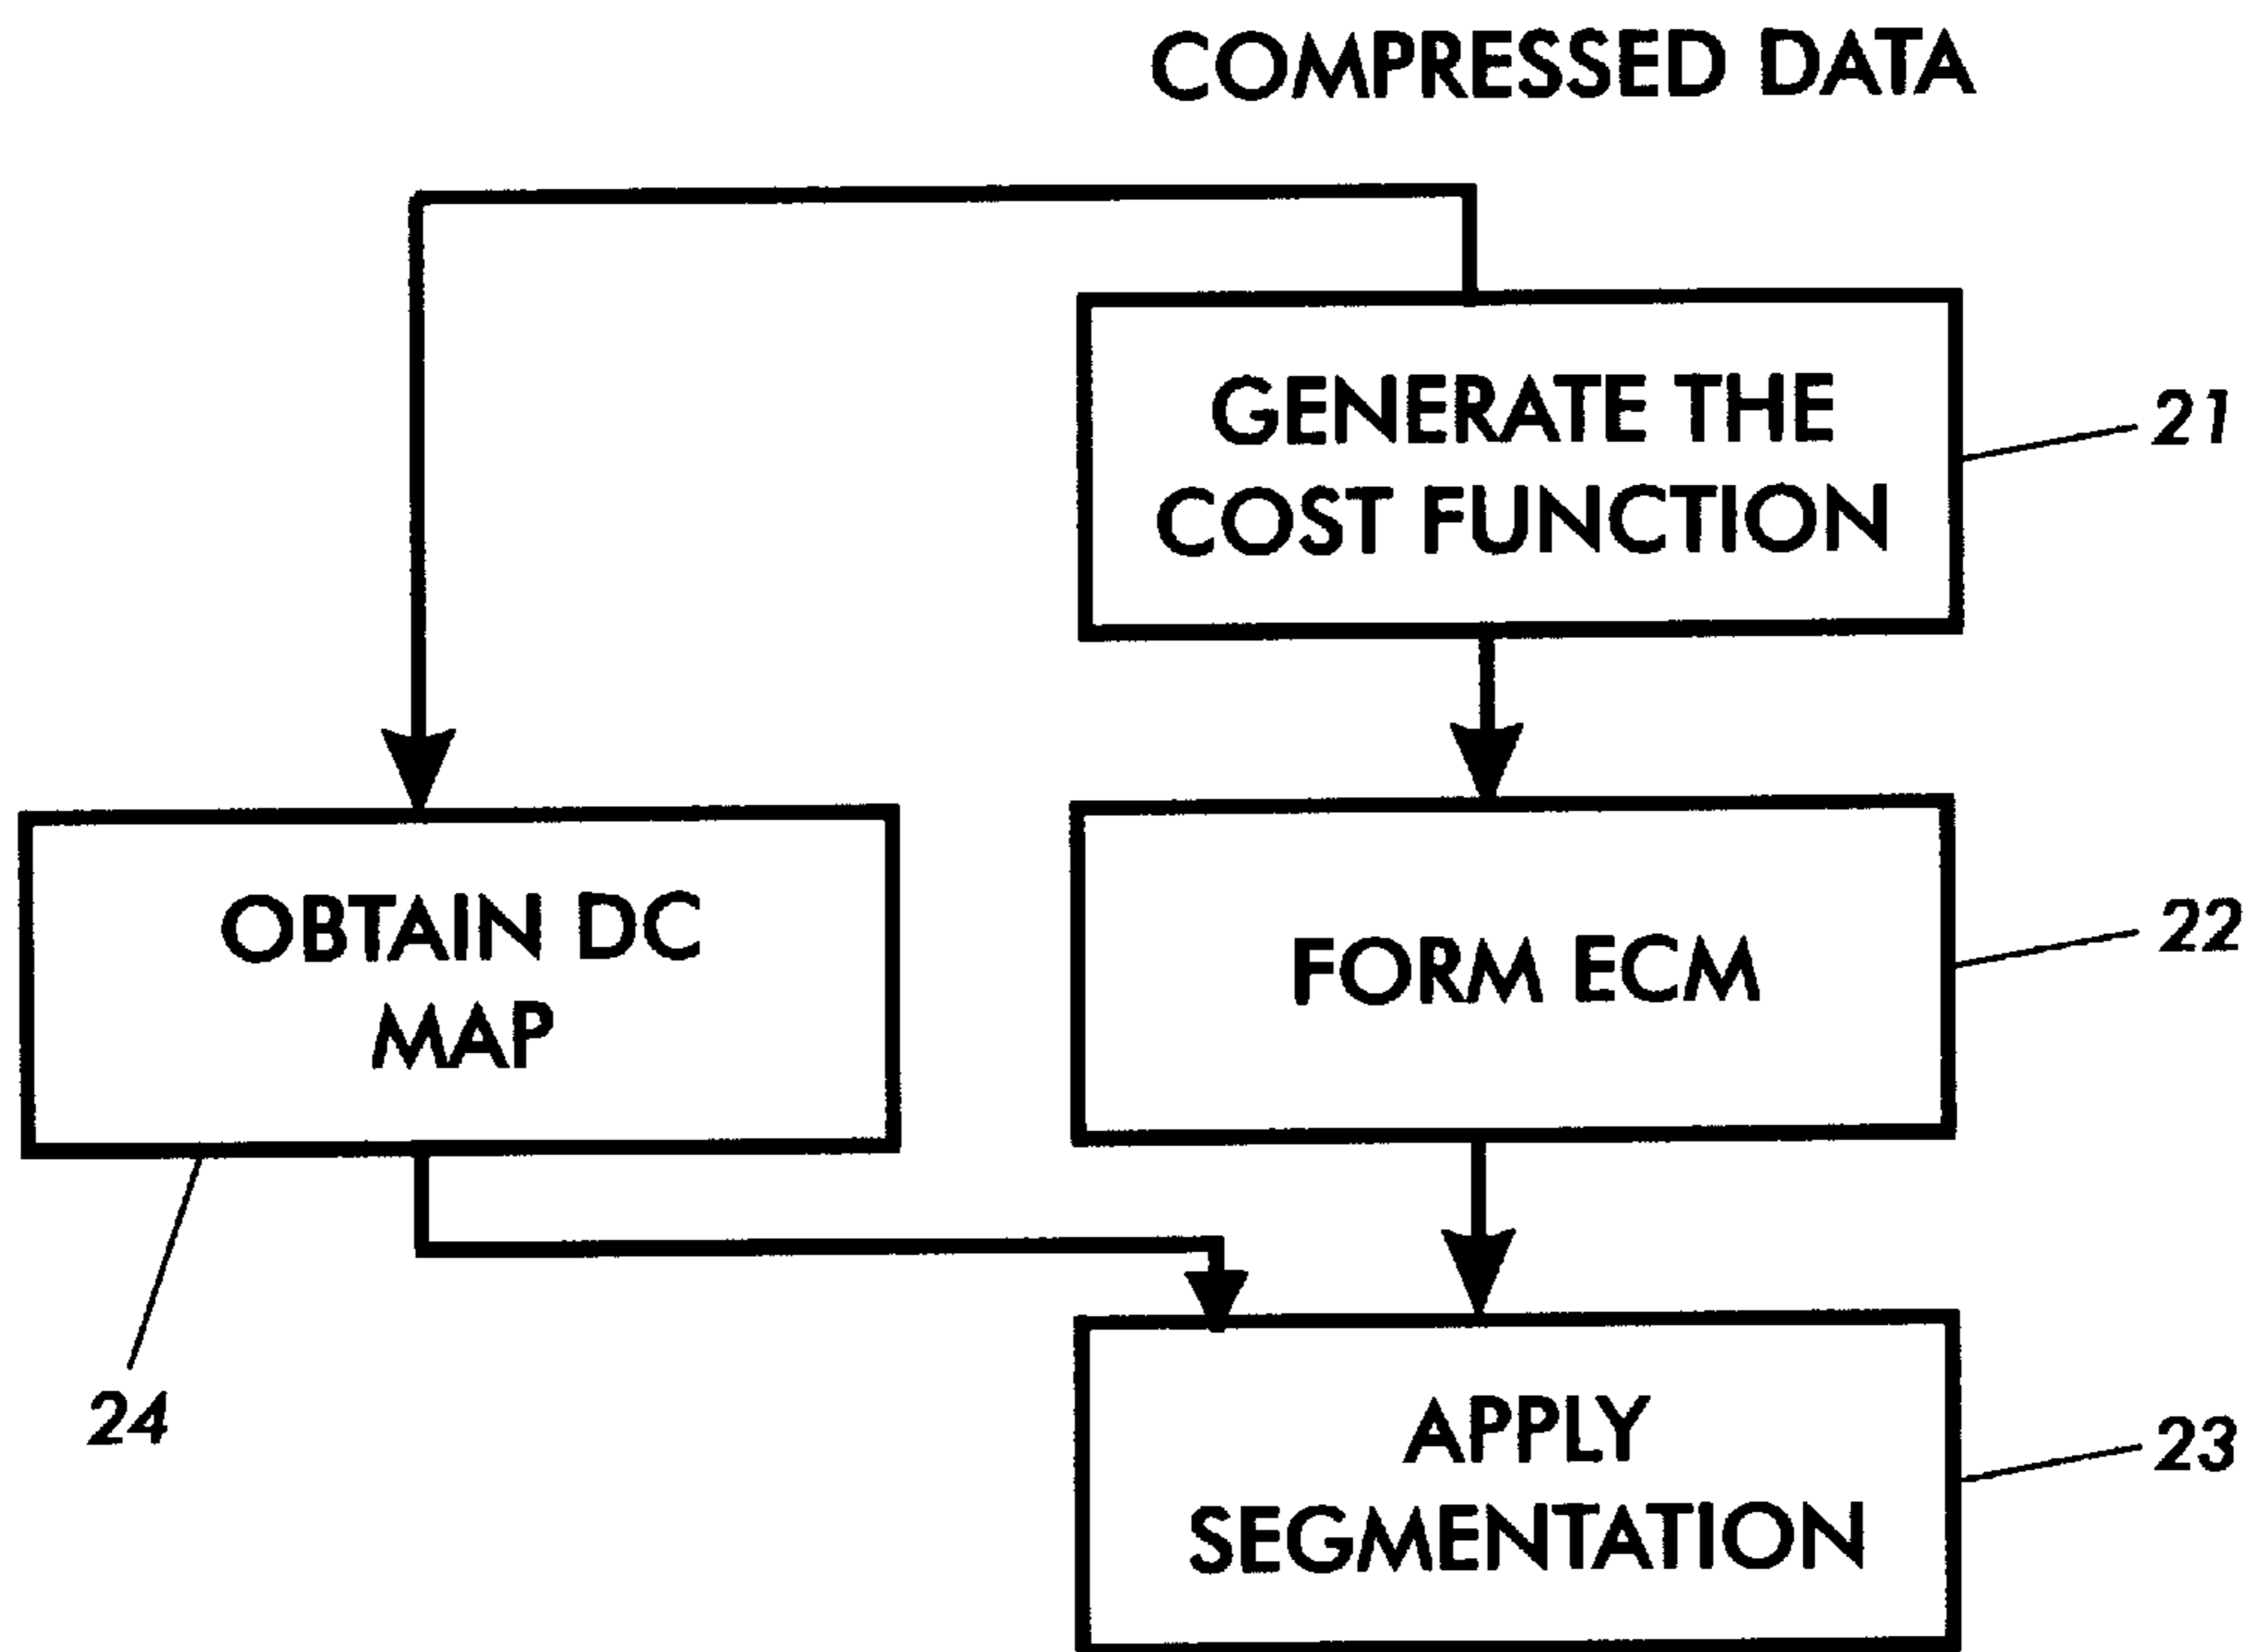 COMPRESSED DATA
GENERATE THE
COST FUNCTION
21
OBTAIN DC
MAP
24
FORM ECM
22
APPLY
SEGMENTATION
23